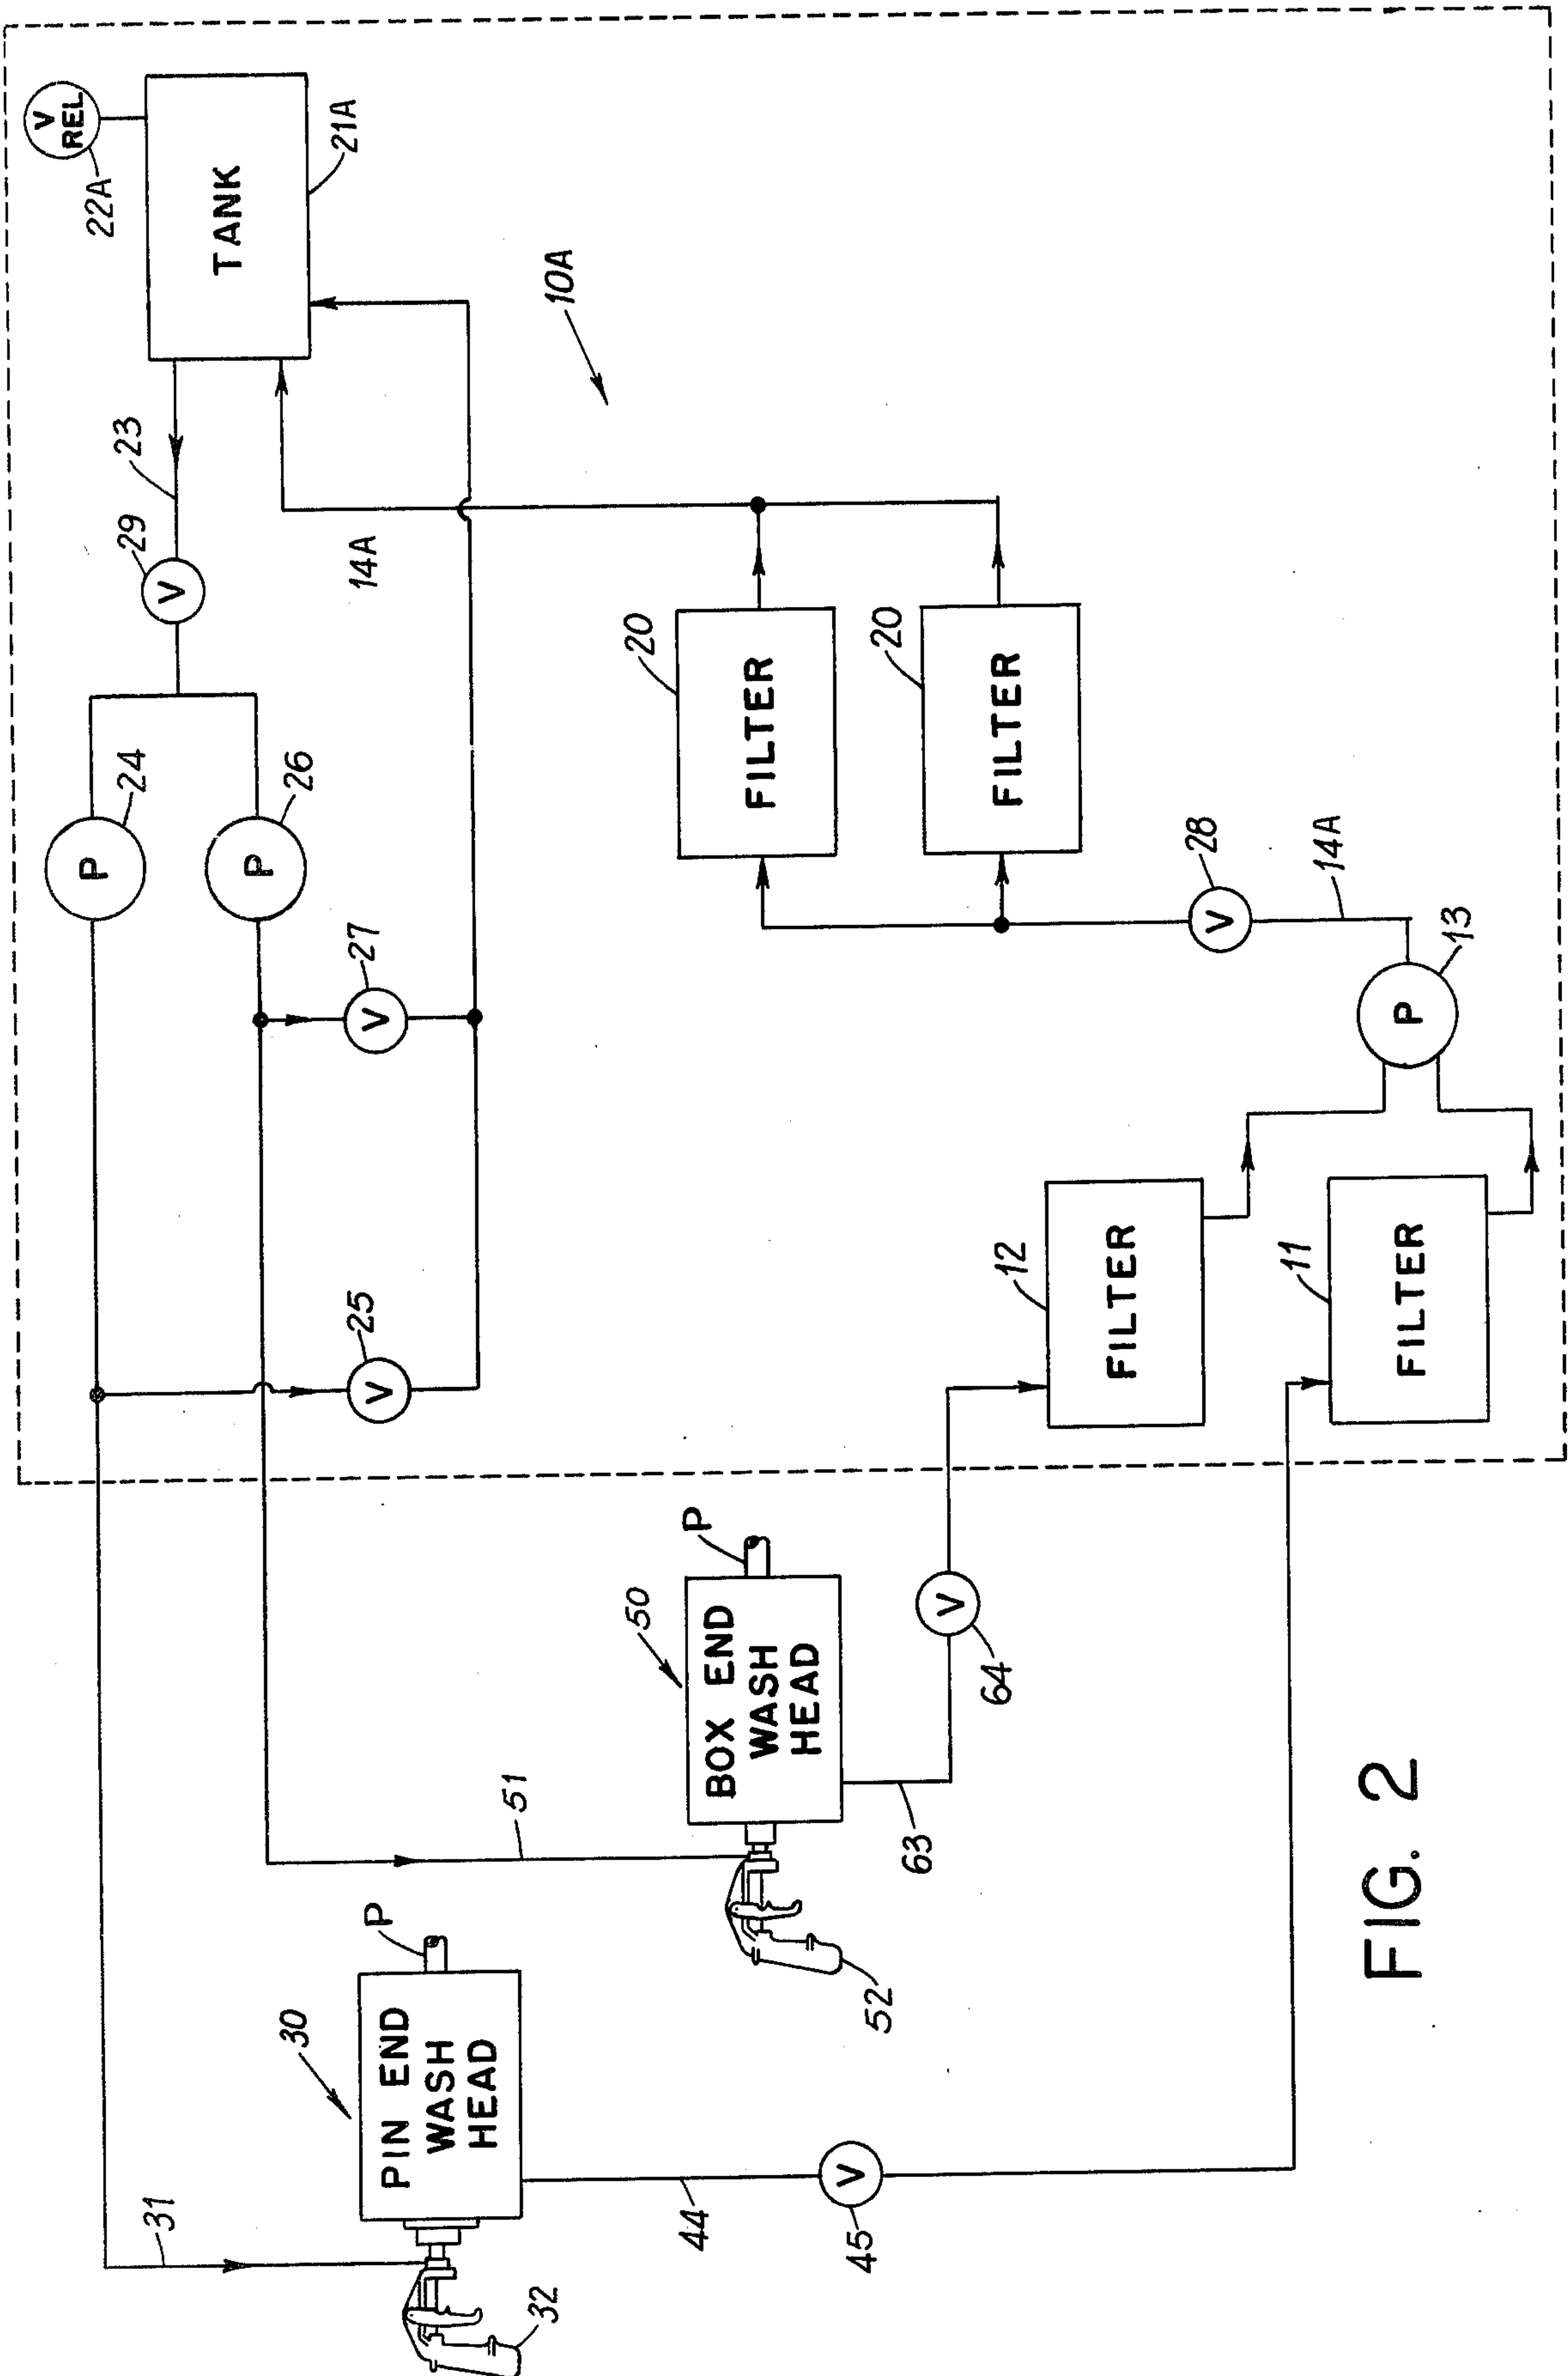 V
REL
22A
TANK
21A
23
29
V
14A
10A
P
24
P
26
27
V
25
V
20
FILTER
20
FILTER
28
V
14A
13
P
12
FILTER
11
FILTER
P
50
BOX END
WASH
HEAD
51
52
63
64
V
P
30
PIN END
WASH
HEAD
31
32
44
45
V
FIG. 2